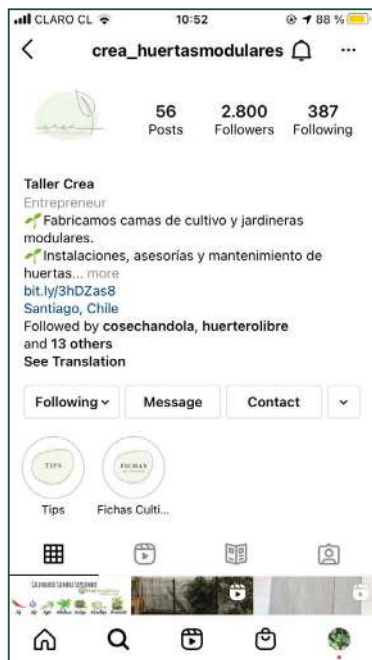 CLARO CL 10:52 88 %
crea_huertasmodulares
crea
56 2.800 387
Posts Followers Following
Taller Crea
Entrepreneur
🌱Fabricamos camas de cultivo y jardineras
modulares.
🌱Instalaciones, asesorías y mantenimiento de
huertas... more
bit.ly/3hDZas8
Santiago, Chile
Followed by cosechandola, huerterolibre
and 13 others
See Translation
Following Message Contact
TIPS FICHAS
Tips Fichas Culti...